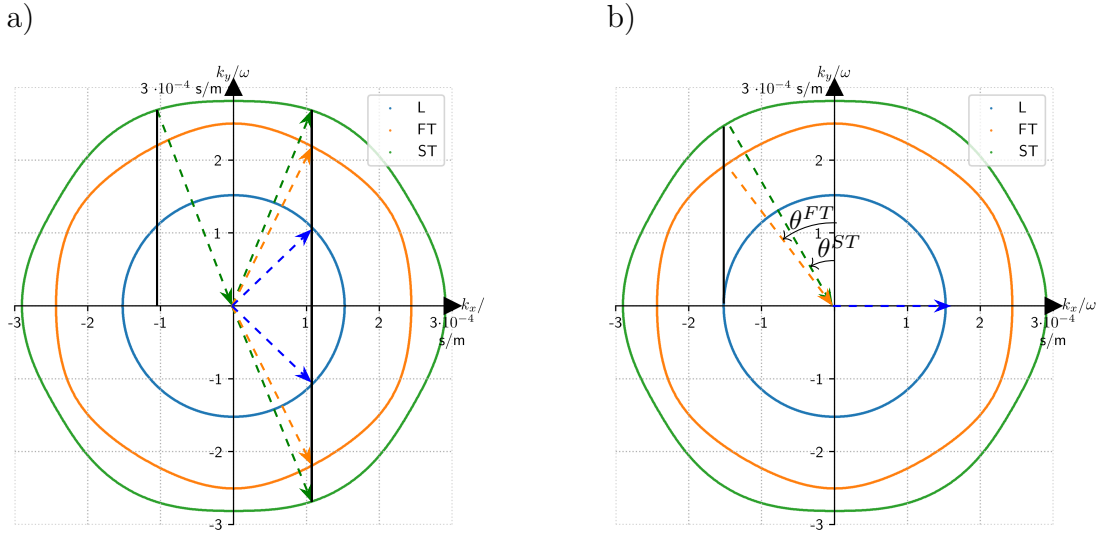 a)
k_y/ω
3 ·10⁻⁴ s/m
L
FT
ST
2
1
-3
-2
-1
1
2
3·10⁻⁴
s/m
k_x/
-1
-2
-3
b)
k_y/ω
3 ·10⁻⁴ s/m
L
FT
ST
2
θ^{FT}
1
θ^{ST}
-3
-2
-1
1
2
3·10⁻⁴
s/m
k_x/ω
-1
-2
-3